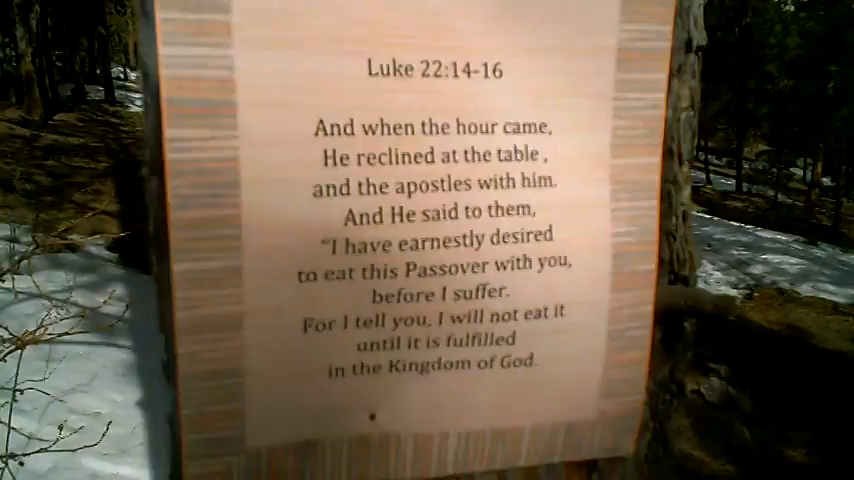 Luke 22:14-16
And when the hour came,
He reclined at the table ,
and the apostles with him.
And He said to them,
"I have earnestly desired
to eat this Passover with you,
before I suffer.
For I tell you, I will not eat it
until it is fulfilled
in the Kingdom of God.